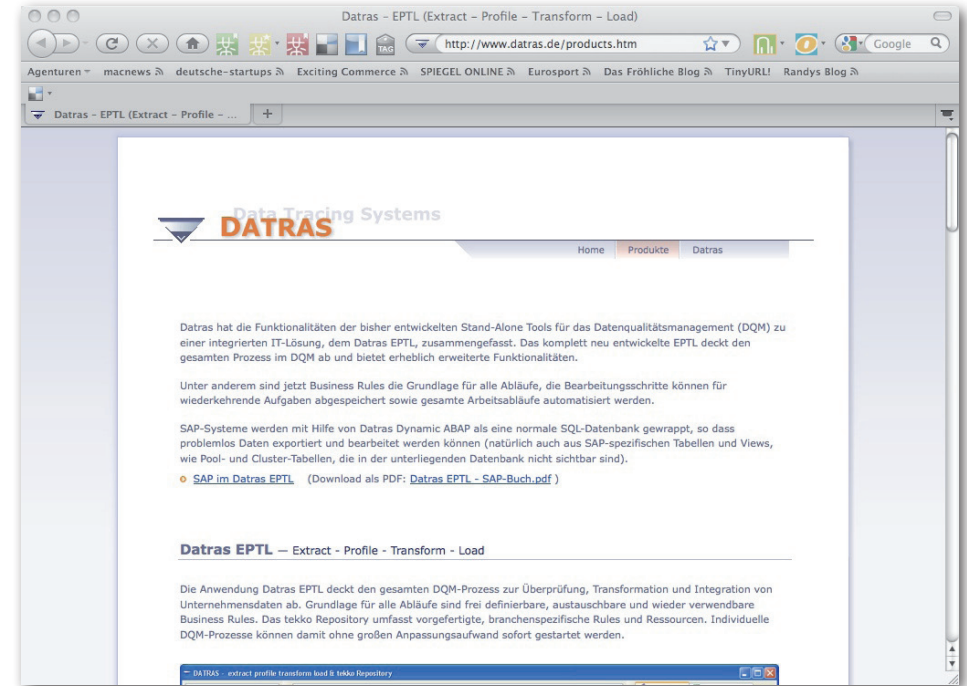 Datras - EPTL (Extract – Profile – Transform – Load)
http://www.datras.de/products.htm
Google
TAG
Agenturen macnews deutsche-startups Exciting Commerce SPIEGEL ONLINE Eurosport Das Fröhliche Blog TinyURL! Randys Blog
Datras - EPTL (Extract – Profile – ...
Data Tracing Systems
DATRAS
Home Produkte Datras
Datras hat die Funktionalitäten der bisher entwickelten Stand-Alone Tools für das Datenqualitätsmanagement (DQM) zu
einer integrierten IT-Lösung, dem Datras EPTL, zusammengefasst. Das komplett neu entwickelte EPTL deckt den
gesamten Prozess im DQM ab und bietet erheblich erweiterte Funktionalitäten.
Unter anderem sind jetzt Business Rules die Grundlage für alle Abläufe, die Bearbeitungsschritte können für
wiederkehrende Aufgaben abgespeichert sowie gesamte Arbeitsabläufe automatisiert werden.
SAP-Systeme werden mit Hilfe von Datras Dynamic ABAP als eine normale SQL-Datenbank gewrappt, so dass
problemlos Daten exportiert und bearbeitet werden können (natürlich auch aus SAP-spezifischen Tabellen und Views,
wie Pool- und Cluster-Tabellen, die in der unterliegenden Datenbank nicht sichtbar sind).
SAP im Datras EPTL (Download als PDF: Datras EPTL - SAP-Buch.pdf )
Datras EPTL — Extract - Profile - Transform - Load
Die Anwendung Datras EPTL deckt den gesamten DQM-Prozess zur Überprüfung, Transformation und Integration von
Unternehmensdaten ab. Grundlage für alle Abläufe sind frei definierbare, austauschbare und wieder verwendbare
Business Rules. Das tekko Repository umfasst vorgefertigte, branchenspezifische Rules und Ressourcen. Individuelle
DQM-Prozesse können damit ohne großen Anpassungsaufwand sofort gestartet werden.
DATRAS - extract profile transform load & tekko Repository